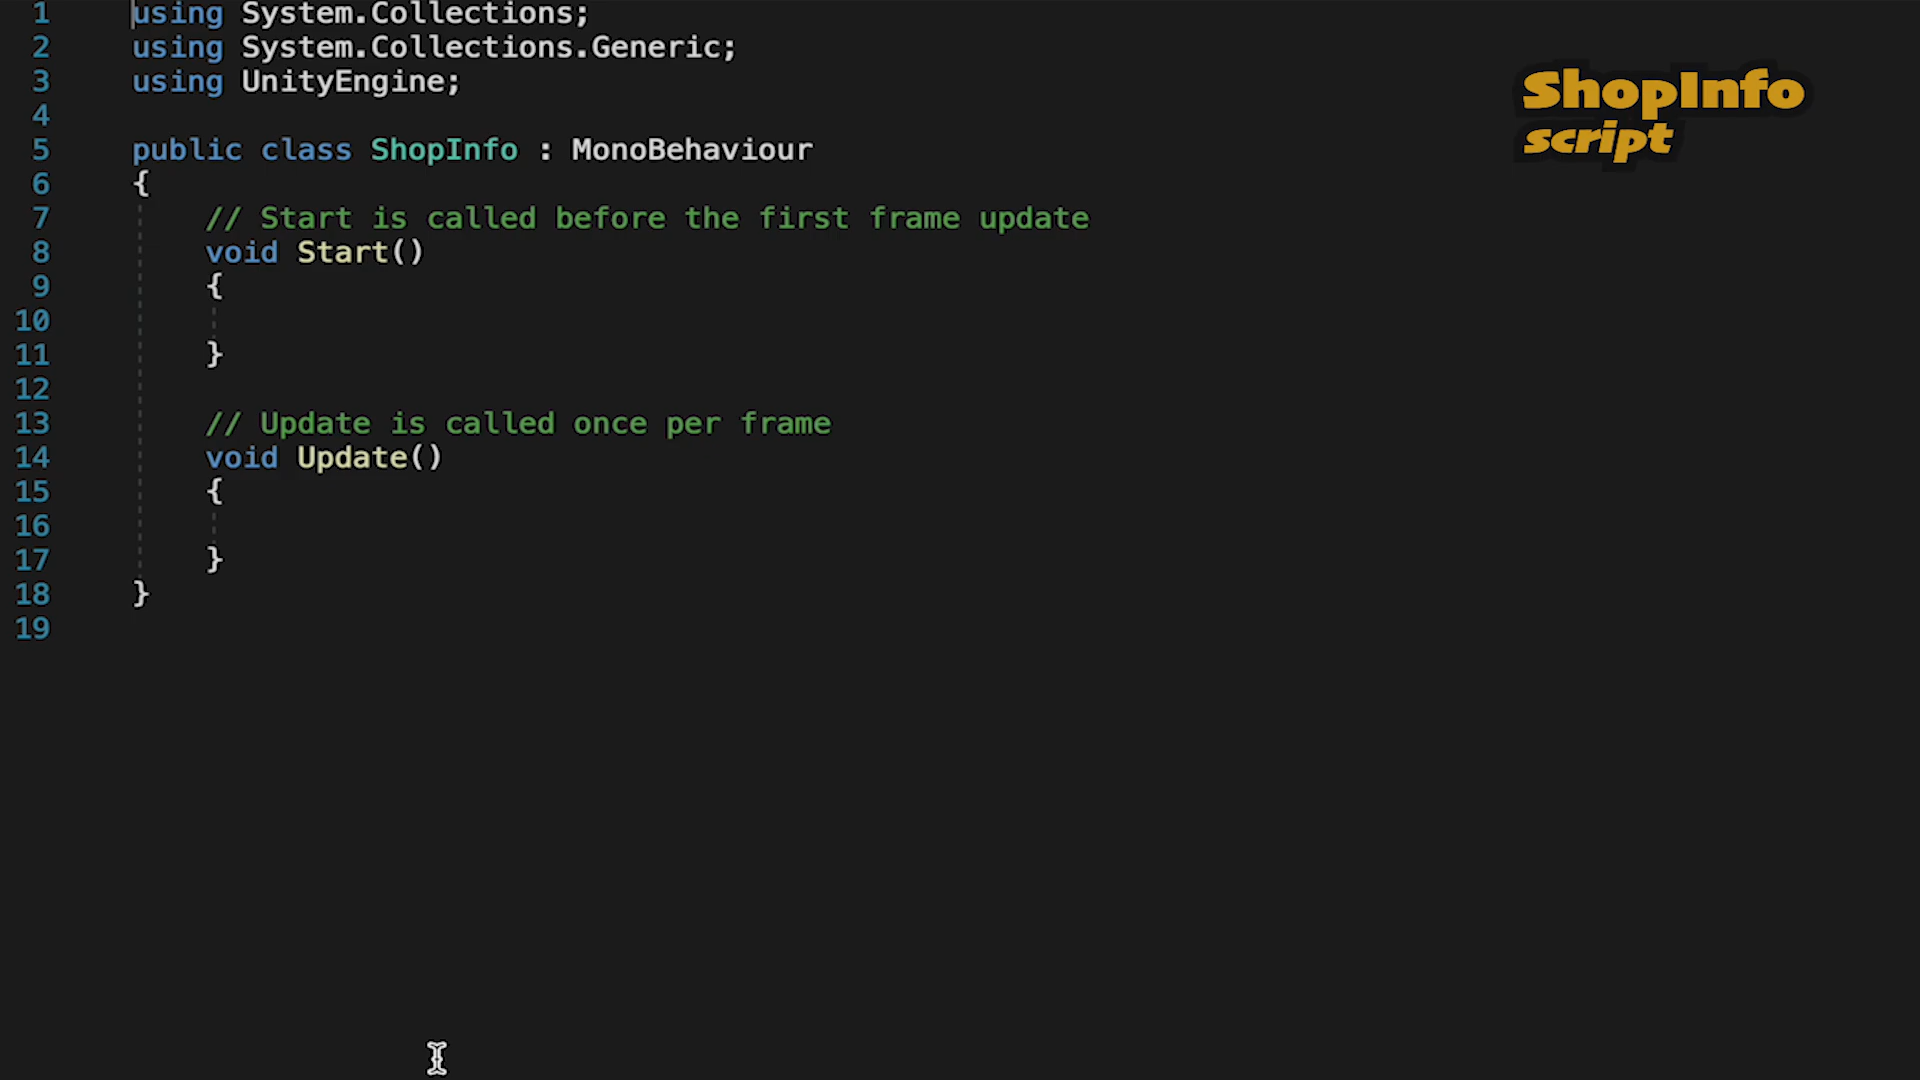 1 using System.Collections;
2 using System.Collections.Generic;
3 using UnityEngine;
4
5 public class ShopInfo : MonoBehaviour
6 {
7     // Start is called before the first frame update
8     void Start()
9     {
10
11     }
12
13     // Update is called once per frame
14     void Update()
15     {
16
17     }
18 }
19
ShopInfo
script